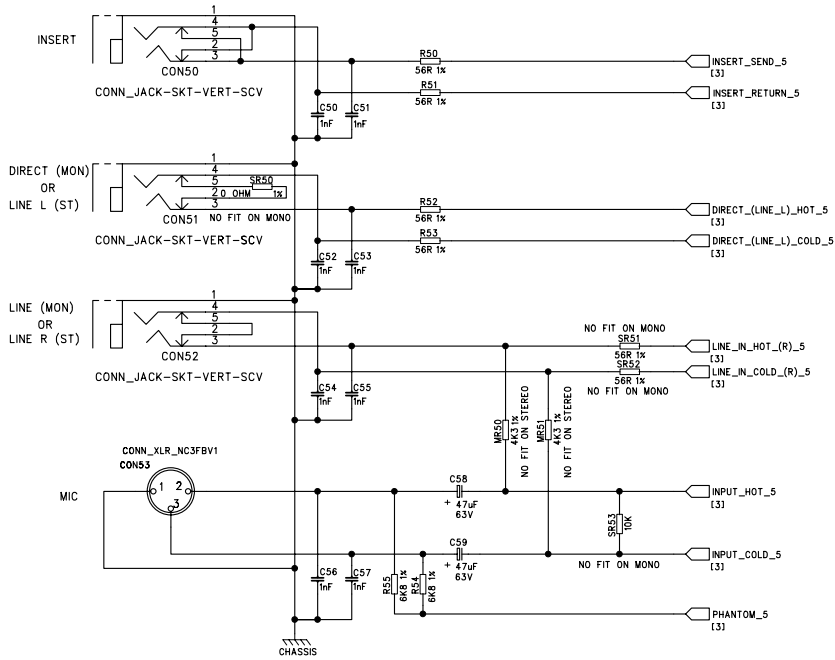 INSERT
1
4
5
2
3
CON50
CONN_JACK-SKT-VERT-SCV
R50
56R 1%
INSERT_SEND_5
[3]
R51
56R 1%
INSERT_RETURN_5
[3]
C50
1nF
C51
1nF
DIRECT (MON)
OR
LINE L (ST)
1
4
5
2
3
SR50
0 OHM 1%
CON51
NO FIT ON MONO
CONN_JACK-SKT-VERT-SCV
R52
56R 1%
DIRECT_(LINE_L)_HOT_5
[3]
R53
56R 1%
DIRECT_(LINE_L)_COLD_5
[3]
C52
1nF
C53
1nF
LINE (MON)
OR
LINE R (ST)
1
4
5
2
3
CON52
CONN_JACK-SKT-VERT-SCV
NO FIT ON MONO
SR51
56R 1%
LINE_IN_HOT_(R)_5
[3]
SR52
56R 1%
NO FIT ON MONO
LINE_IN_COLD_(R)_5
[3]
C54
1nF
C55
1nF
MR50
4K3 1%
NO FIT ON STEREO
MR51
4K3 1%
NO FIT ON STEREO
CONN_XLR_NC3FBV1
CON53
MIC
1
2
3
C58
+ 47uF
63V
INPUT_HOT_5
[3]
SR53
10K
C59
+ 47uF
63V
NO FIT ON MONO
INPUT_COLD_5
[3]
C56
1nF
C57
1nF
R55
6K8 1%
R54
6K8 1%
PHANTOM_5
[3]
CHASSIS